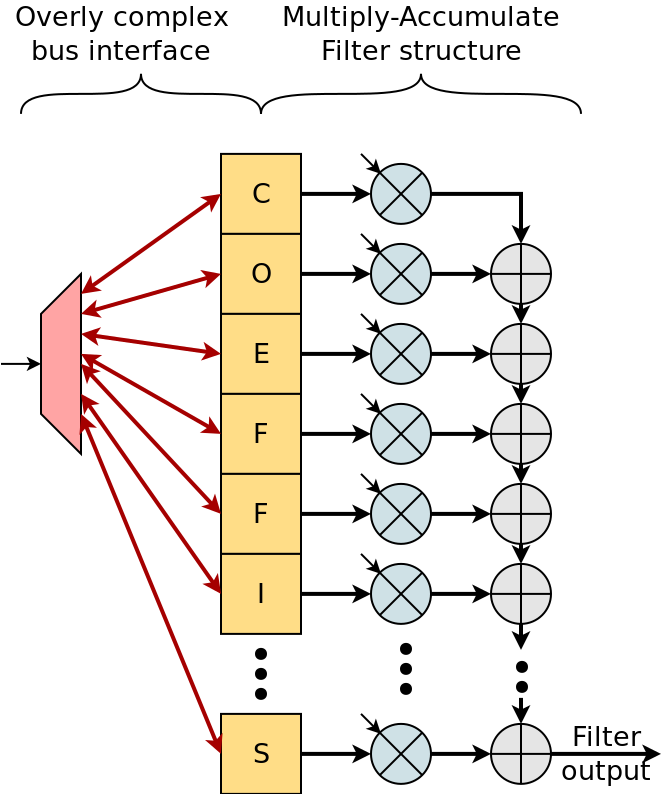 Overly complex
bus interface
Multiply-Accumulate
Filter structure
C
O
E
F
F
I
S
Filter
output